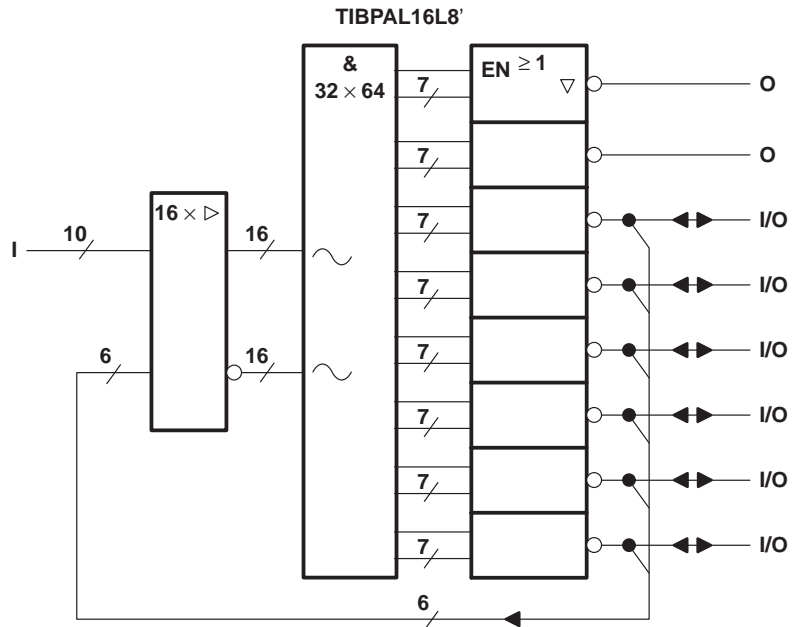 TIBPAL16L8’
&
32 × 64
EN ≥ 1
▽
7
O
7
O
16 × ▷
I
10
16
7
I/O
7
I/O
6
16
7
I/O
7
I/O
7
I/O
7
I/O
6